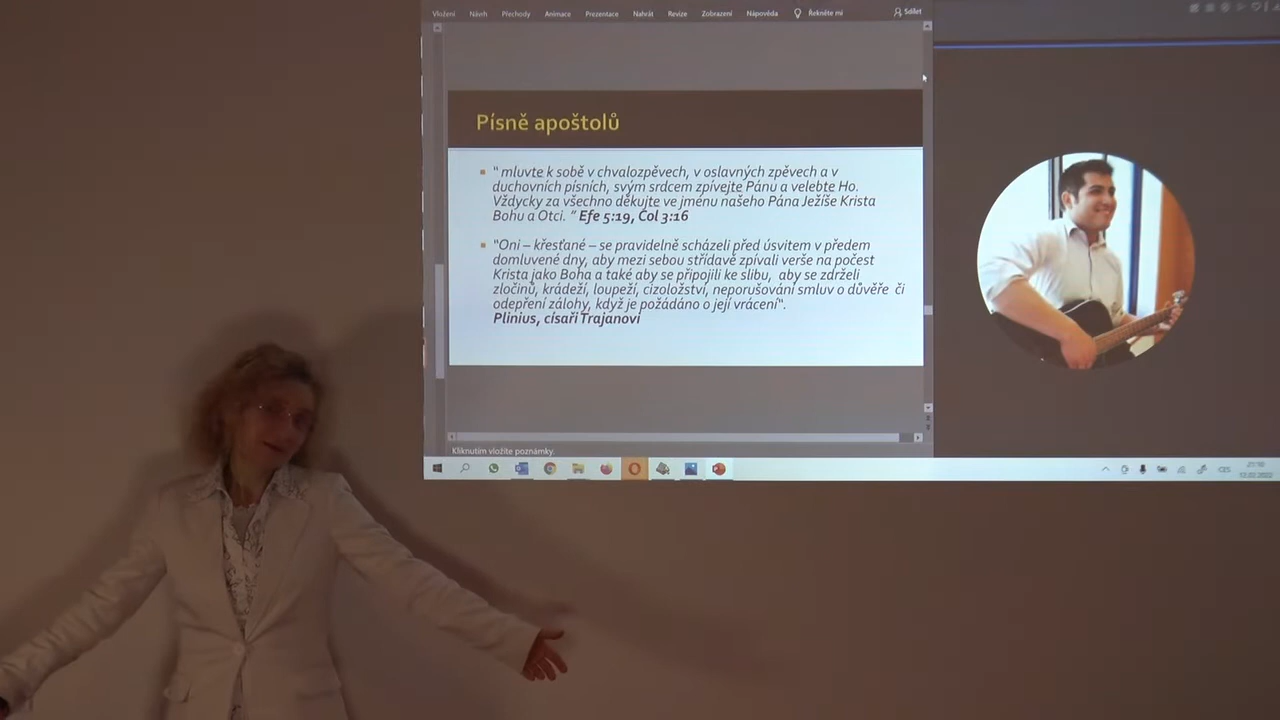 Vložení Návrh Přechody Animace Prezentace Nahrát Revize Zobrazení Nápověda Řekněte mi Sdílet
Písně apoštolů
“ mluvte k sobě v chvalozpěvech, v oslavných zpěvech a v
duchovních písních, svým srdcem zpívejte Pánu a velebte Ho.
Vždycky za všechno děkujte ve jménu našeho Pána Ježíše Krista
Bohu a Otci. ” Efe 5:19, Čol 3:16
“Oni – křesťané – se pravidelně scházeli před úsvitem v předem
domluvené dny, aby mezi sebou střídavě zpívali verše na počest
Krista jako Boha a také aby se připojili ke slibu, aby se zdrželi
zločinů, krádeží, loupeží, cizoložství, neporušování smluv o důvěře či
odepření zálohy, když je požádáno o její vrácení“.
Plinius, císaři Trajanovi
Kliknutím vložíte poznámky.